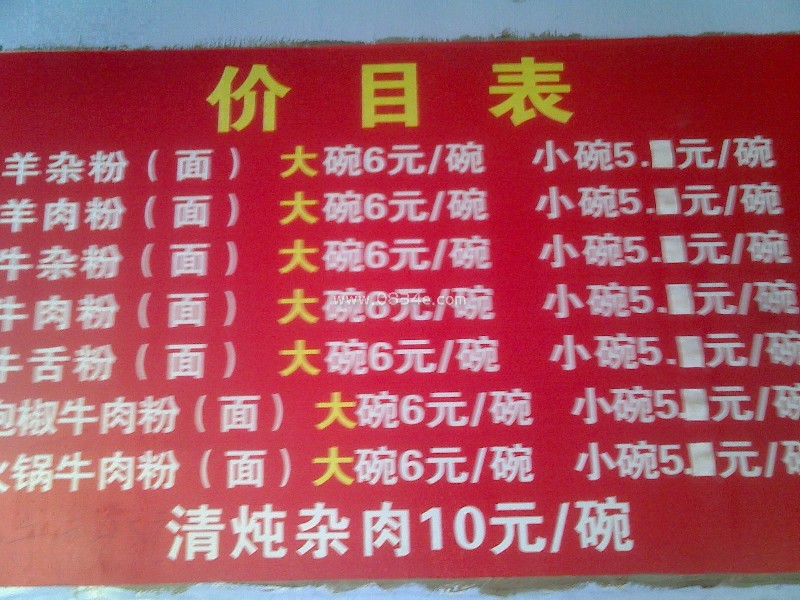 价目表
羊杂粉（面） 大碗6元/碗 小碗5.元/碗
羊肉粉（面） 大碗6元/碗 小碗5.元/碗
牛杂粉（面） 大碗6元/碗 小碗5.元/碗
牛肉粉（面） 大碗6元/碗 小碗5.元/碗
www.0834e.com
牛舌粉（面） 大碗6元/碗 小碗5.元/碗
泡椒牛肉粉（面） 大碗6元/碗 小碗5.元/碗
火锅牛肉粉（面） 大碗6元/碗 小碗5.元/碗
清炖杂肉10元/碗